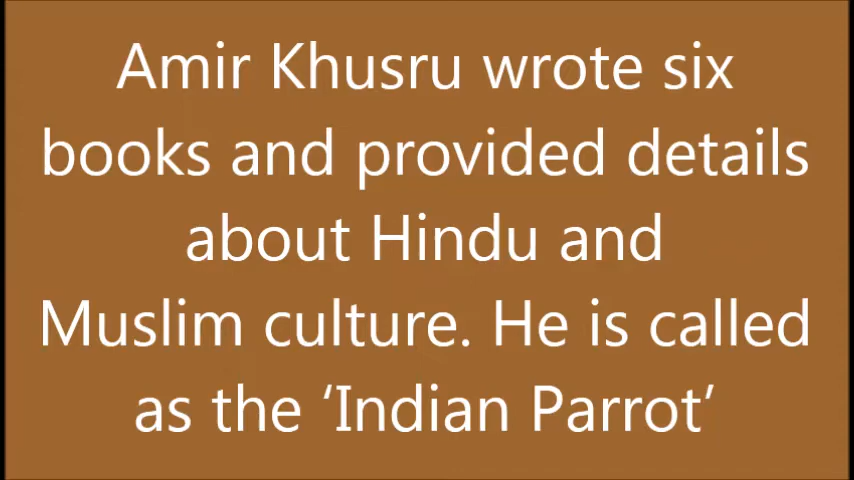 Amir Khusru wrote six
books and provided details
about Hindu and
Muslim culture. He is called
as the ‘Indian Parrot’